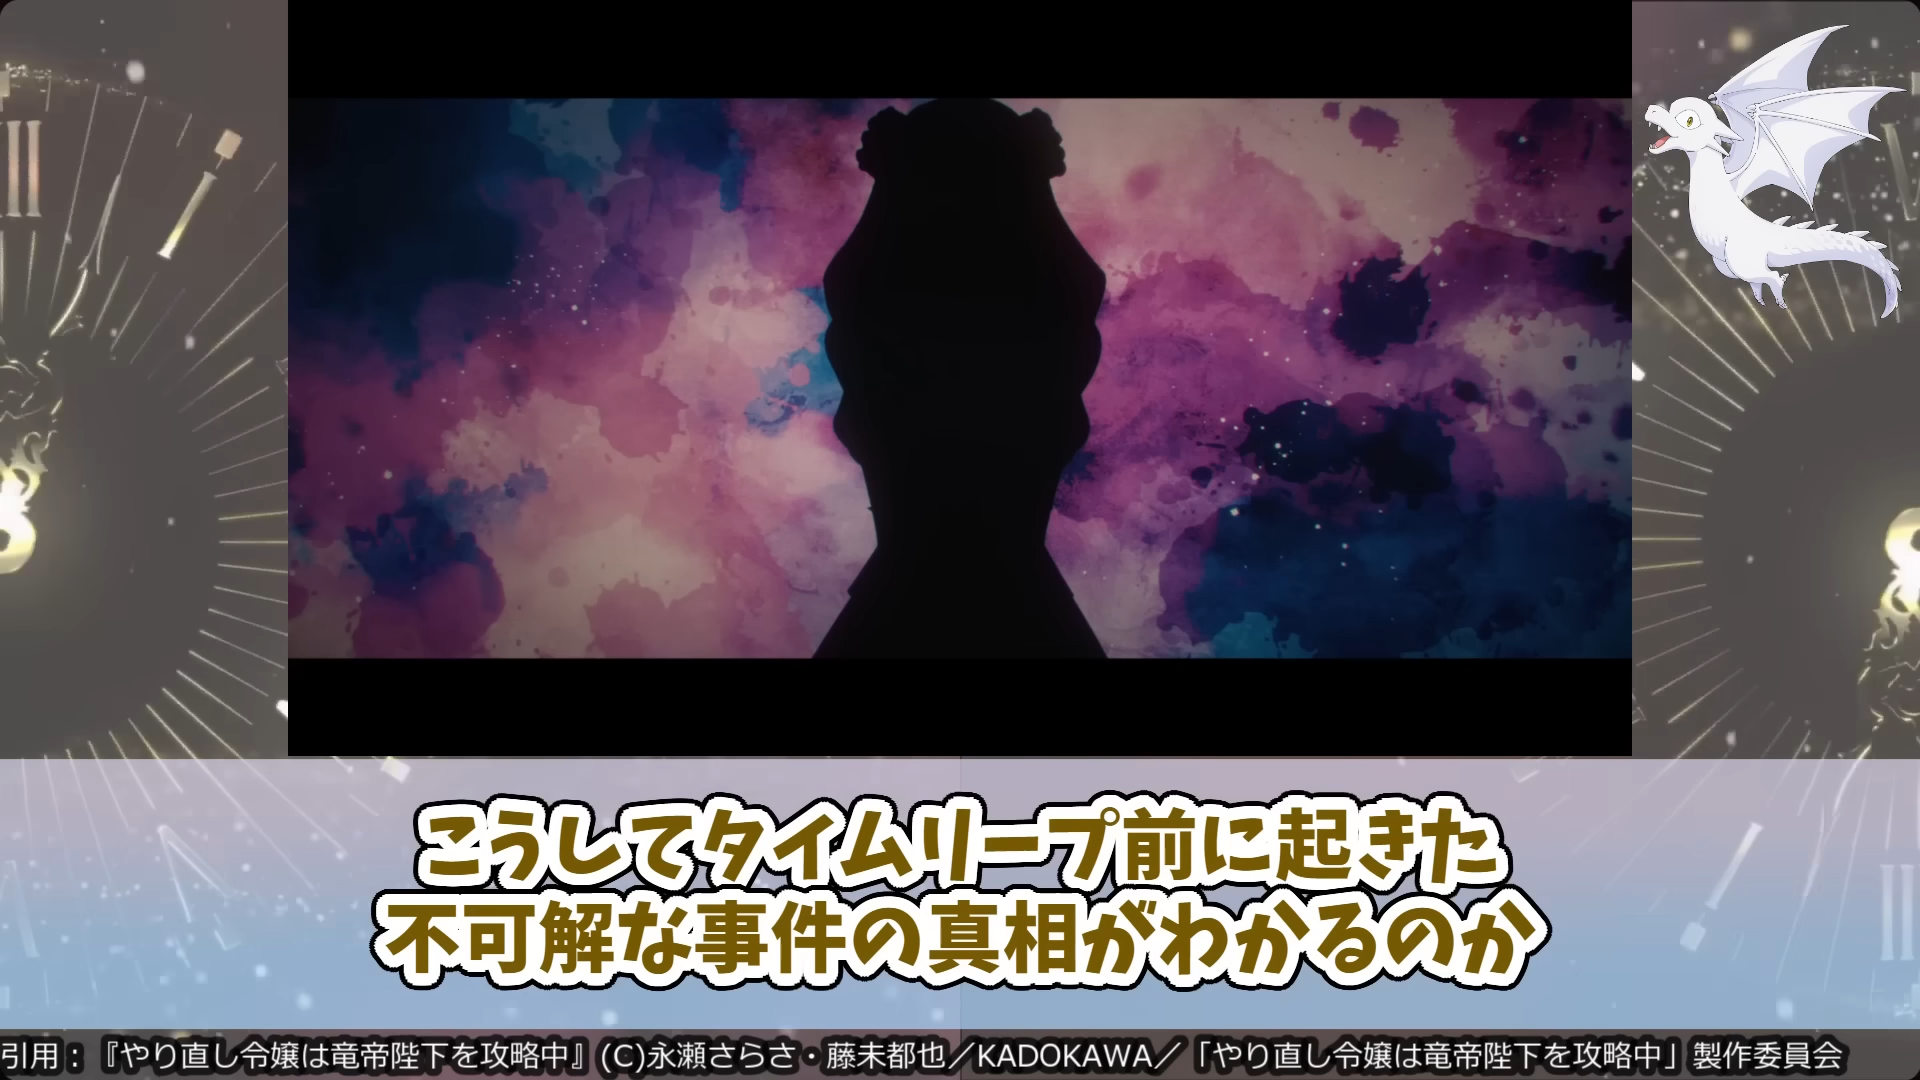 こうしてタイムリープ前に起きた
不可解な事件の真相がわかるのか
引用：『やり直し令嬢は竜帝陛下を攻略中』(C)永瀬さらさ・藤未都也／KADOKAWA／「やり直し令嬢は竜帝陛下を攻略中」製作委員会